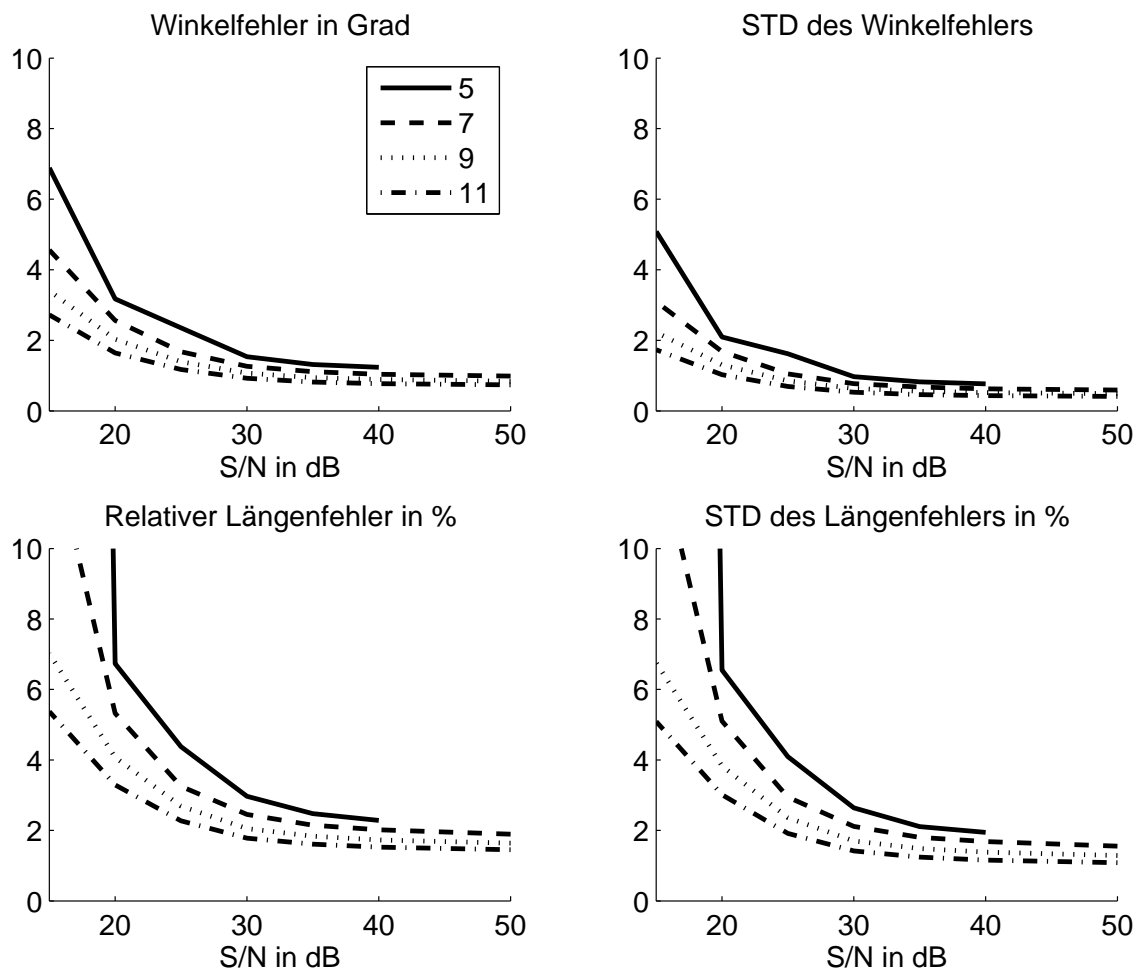 Winkelfehler in Grad
10
8
6
4
2
0
20 30 40 50
S/N in dB
5
7
9
11
STD des Winkelfehlers
10
8
6
4
2
0
20 30 40 50
S/N in dB
Relativer Längenfehler in %
10
8
6
4
2
0
20 30 40 50
S/N in dB
STD des Längenfehlers in %
10
8
6
4
2
0
20 30 40 50
S/N in dB